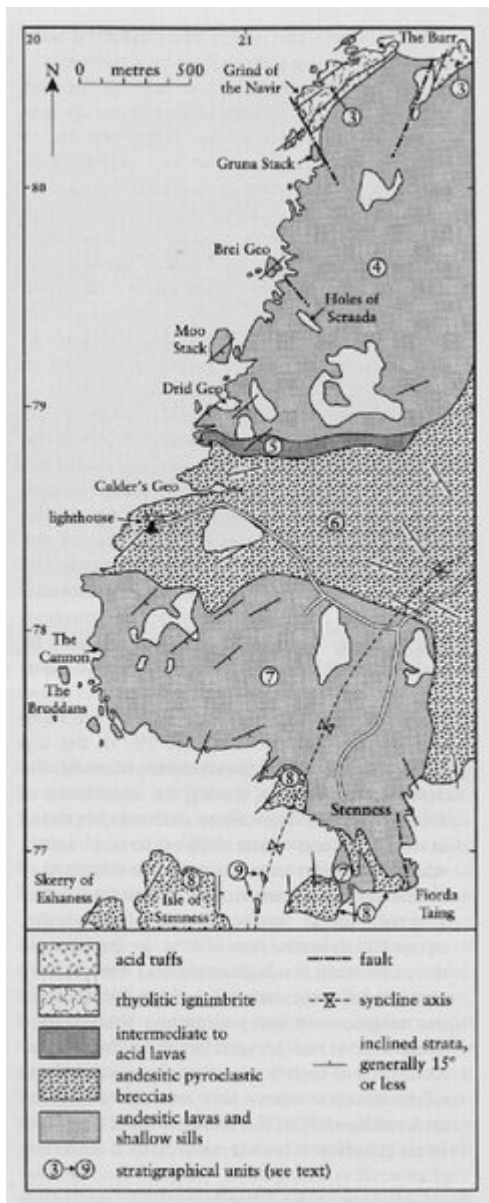 20
21
The Burr
N
0 metres 500
Grind of
the Navir
3
3
Gruna Stack
80
4
Brei Geo
Holes of
Scraada
Moo
Stack
Drid Geo
79
5
Calder's Geo
6
lighthouse
78
The
Cannon
7
The
Bruddans
8
Stenness
77
9
8
7
Skerry of
Eshaness
Isle of
Stenness
8
Fiorda
Taing
acid tuffs
fault
rhyolitic ignimbrite
syncline axis
intermediate to
acid lavas
inclined strata,
generally 15°
or less
andesitic pyroclastic
breccias
andesitic lavas and
shallow sills
3 → 9 stratigraphical units (see text)